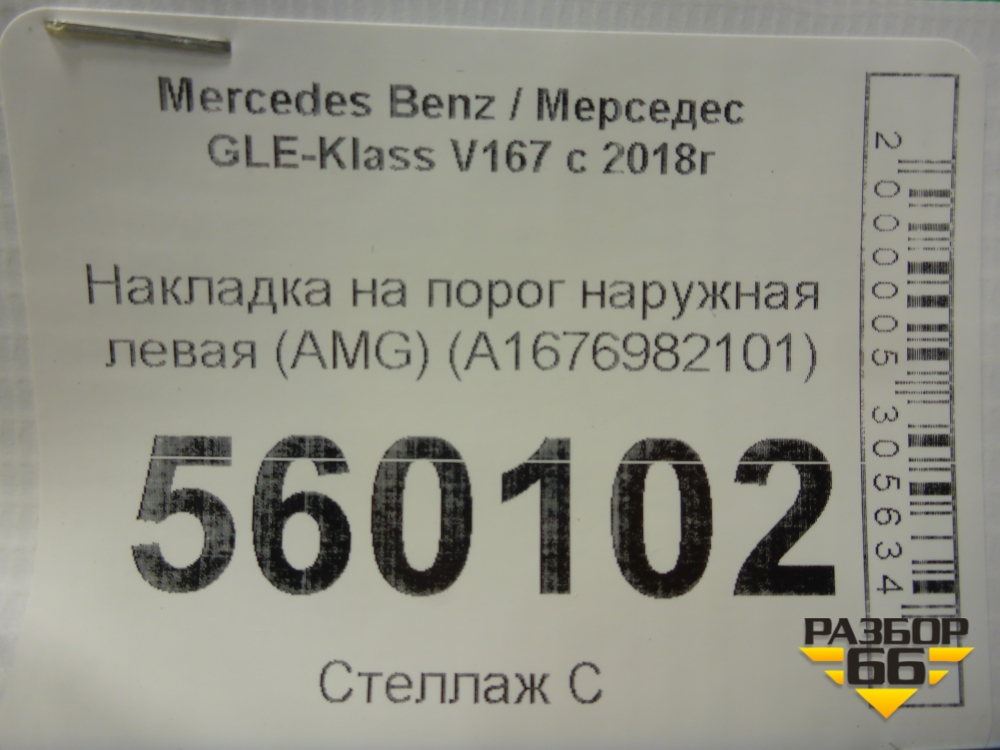 Mercedes Benz / Мерседес
GLE-Klass V167 с 2018г
Накладка на порог наружная
левая (AMG) (A1676982101)
560102
Стеллаж С
2000005305634
РАЗБОР
66